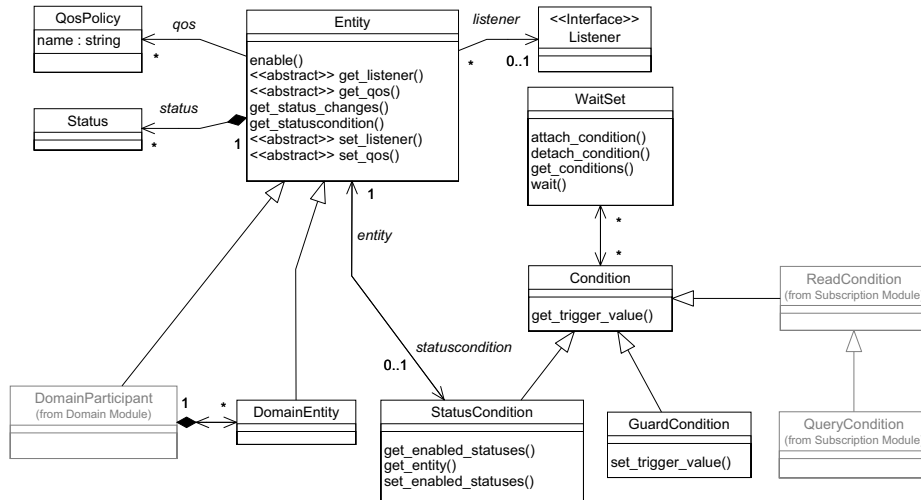 QosPolicy
name : string
qos
*
Entity
enable()
<<abstract>> get_listener()
<<abstract>> get_qos()
get_status_changes()
get_statuscondition()
<<abstract>> set_listener()
<<abstract>> set_qos()
listener
*
0..1
<<Interface>>
Listener
Status
status
*
1
WaitSet
attach_condition()
detach_condition()
get_conditions()
wait()
1
entity
*
*
Condition
get_trigger_value()
ReadCondition
(from Subscription Module)
statuscondition
0..1
DomainParticipant
(from Domain Module)
1
*
DomainEntity
StatusCondition
get_enabled_statuses()
get_entity()
set_enabled_statuses()
GuardCondition
set_trigger_value()
QueryCondition
(from Subscription Module)